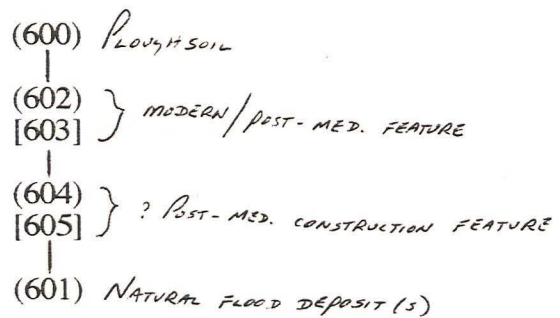 (600) PLOUGHSOIL
(602)
[603] } MODERN/POST-MED. FEATURE
(604)
[605] } ? POST-MED. CONSTRUCTION FEATURE
(601) NATURAL FLOOD DEPOSIT(S)